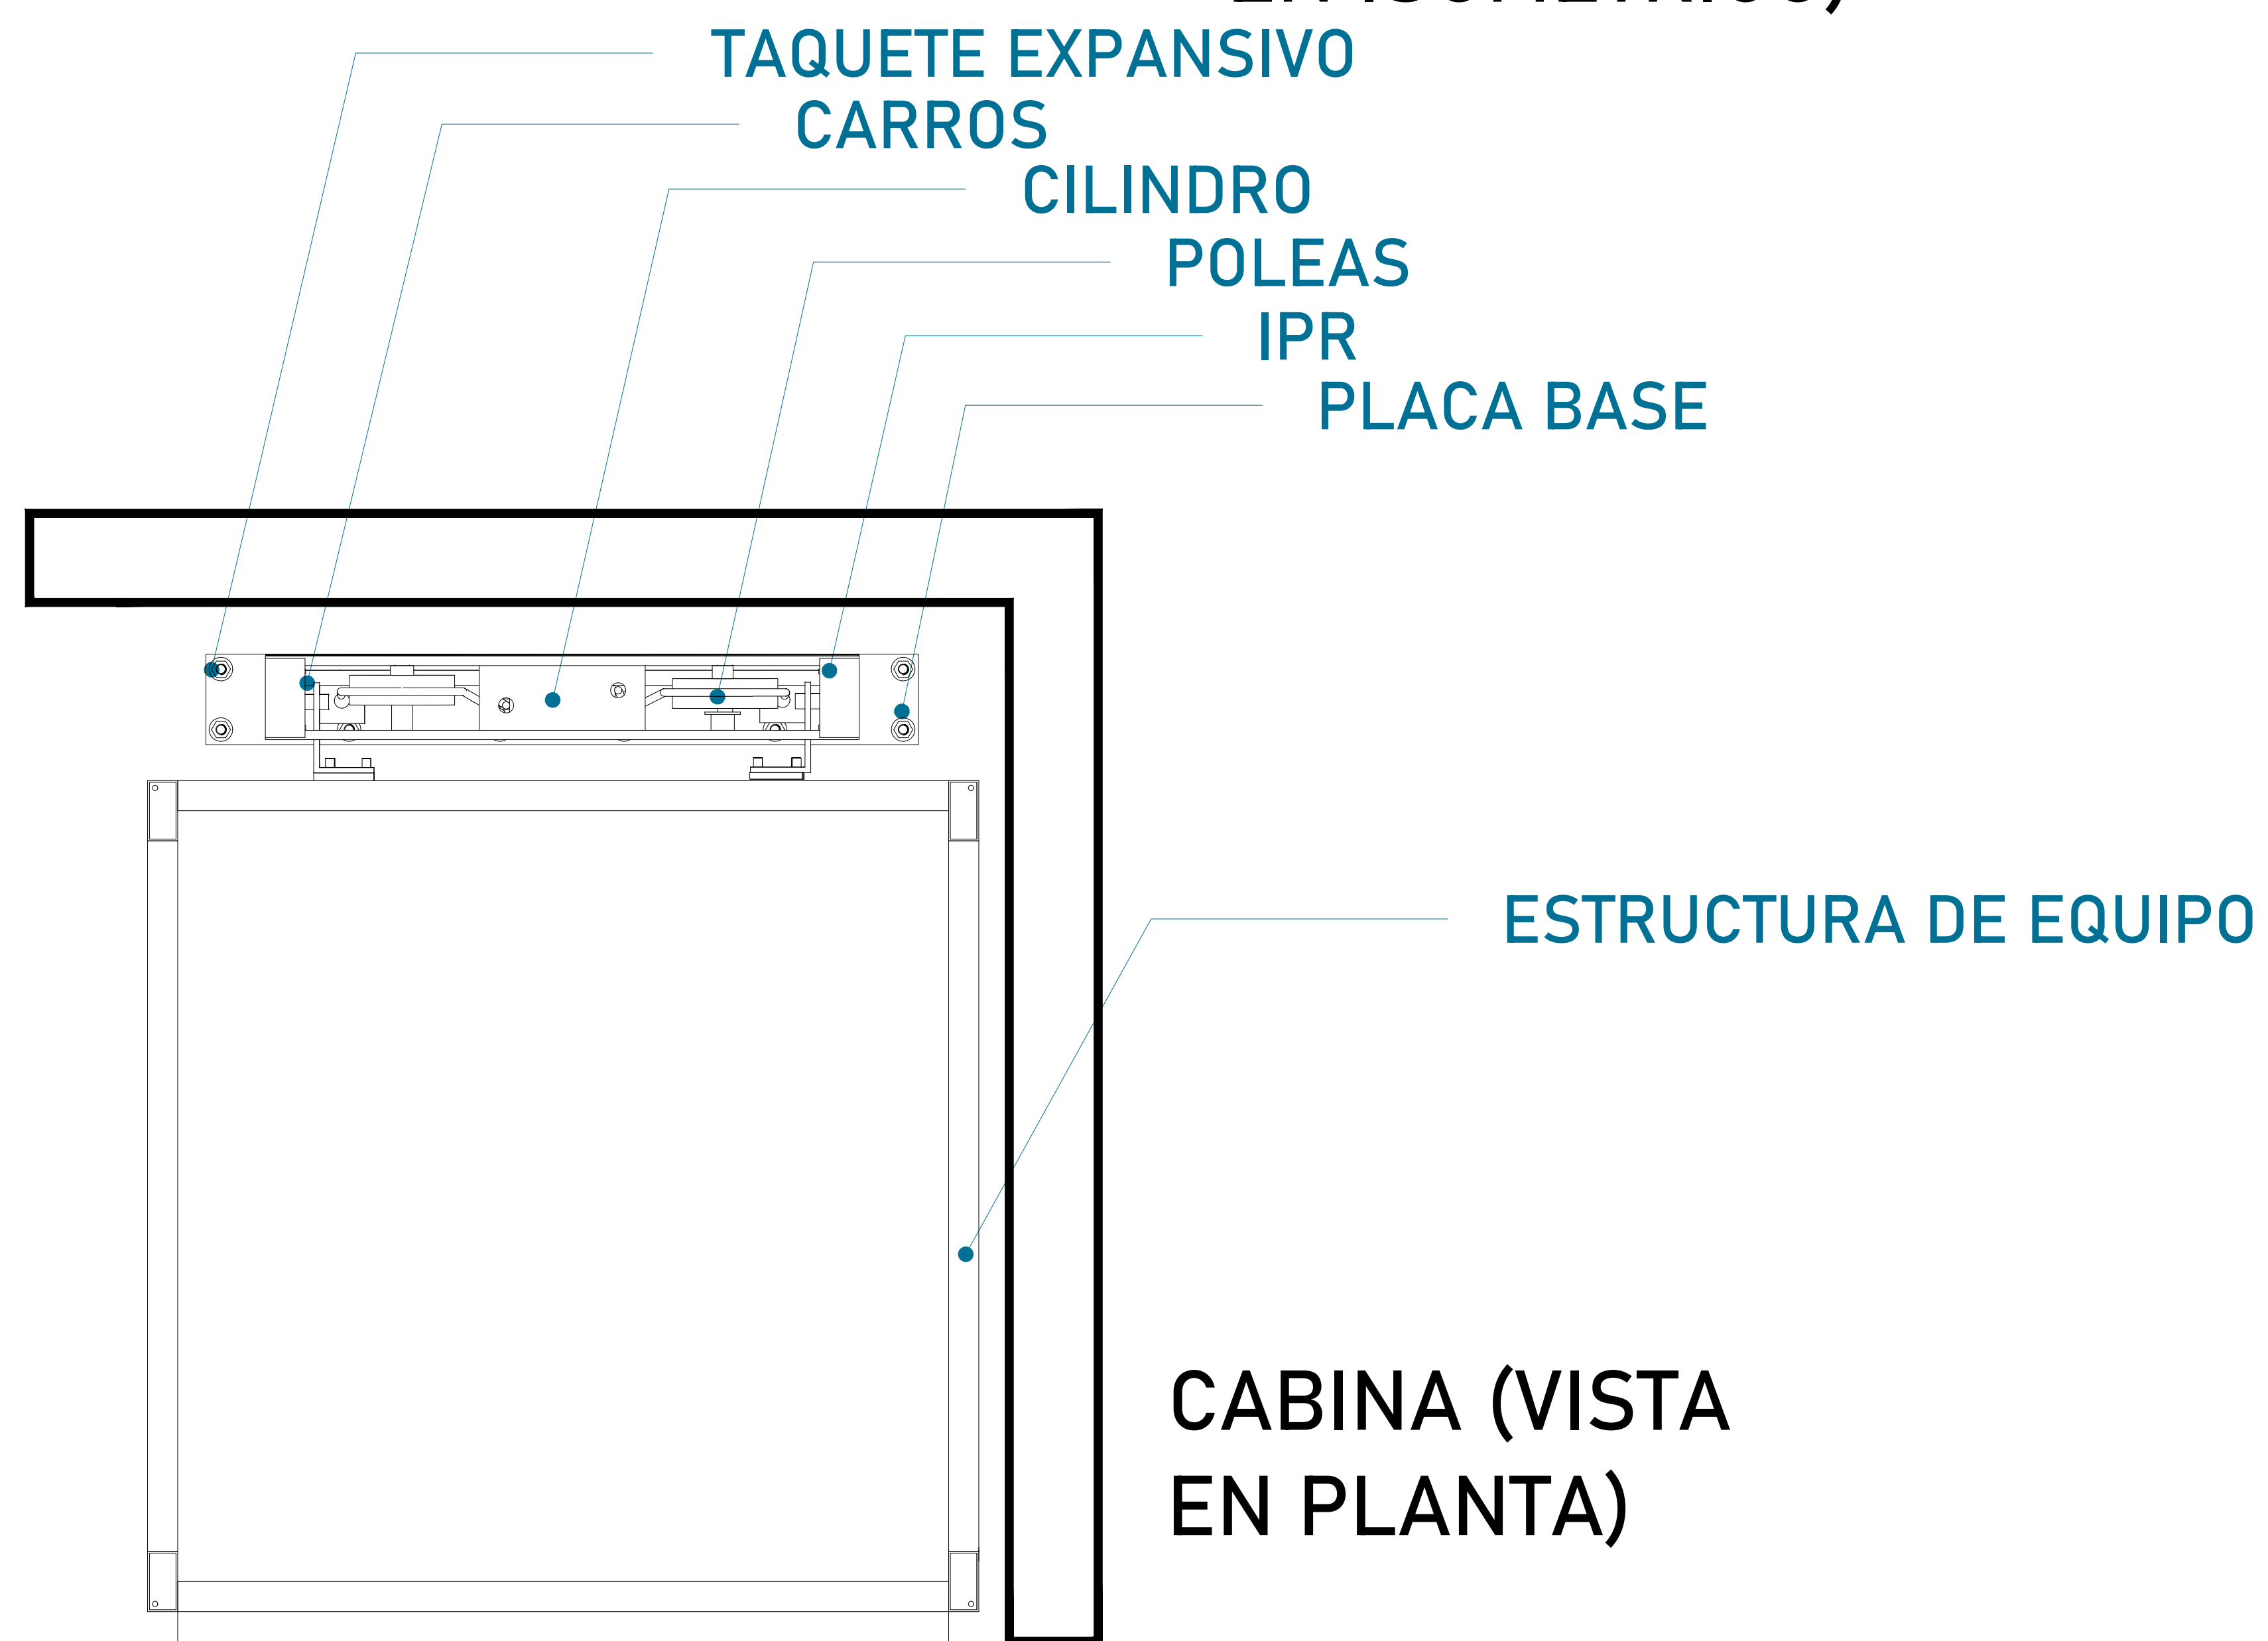 TAQUETE EXPANSIVO
CARROS
CILINDRO
POLEAS
IPR
PLACA BASE
ESTRUCTURA DE EQUIPO
CABINA (VISTA
EN PLANTA)